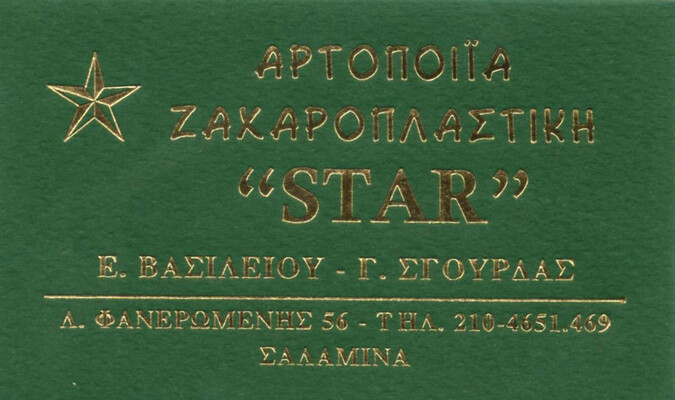 ΑΡΤΟΠΟΙΪΑ
ΖΑΧΑΡΟΠΛΑΣΤΙΚΗ
“STAR”
Ε. ΒΑΣΙΛΕΙΟΥ - Γ. ΣΓΟΥΡΔΑΣ
Λ. ΦΑΝΕΡΩΜΕΝΗΣ 56 - ΤΗΛ. 210-4651.469
ΣΑΛΑΜΙΝΑ